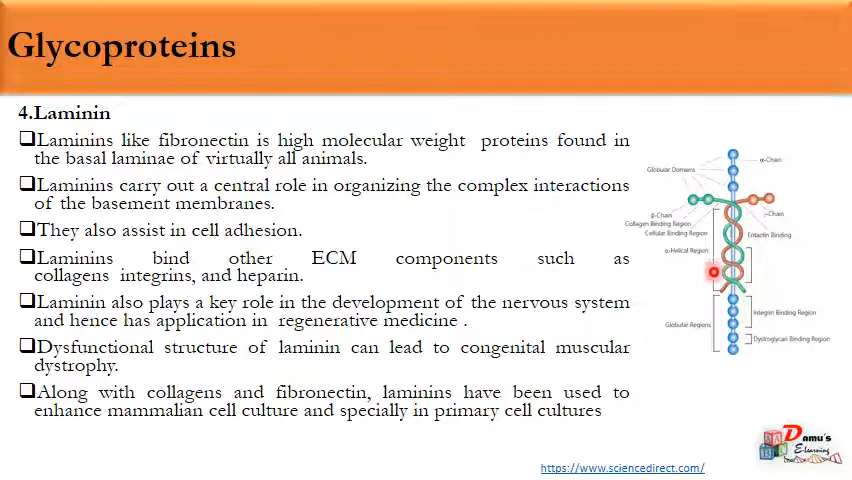 Glycoproteins
4.Laminin
❑Laminins like fibronectin is high molecular weight proteins found in
the basal laminae of virtually all animals.
❑Laminins carry out a central role in organizing the complex interactions
of the basement membranes.
❑They also assist in cell adhesion.
❑Laminins bind other ECM components such as
collagens integrins, and heparin.
❑Laminin also plays a key role in the development of the nervous system
and hence has application in regenerative medicine .
❑Dysfunctional structure of laminin can lead to congenital muscular
dystrophy.
❑Along with collagens and fibronectin, laminins have been used to
enhance mammalian cell culture and specially in primary cell cultures
α-Chain
Globular Domains
β-Chain
γ-Chain
Collagen Binding Region
Cellular Binding Region
Entactin Binding
α-Helical Region
Integrin Binding Region
Globular Regions
Dystroglycan Binding Region
https://www.sciencedirect.com/
Damu's
E-learning